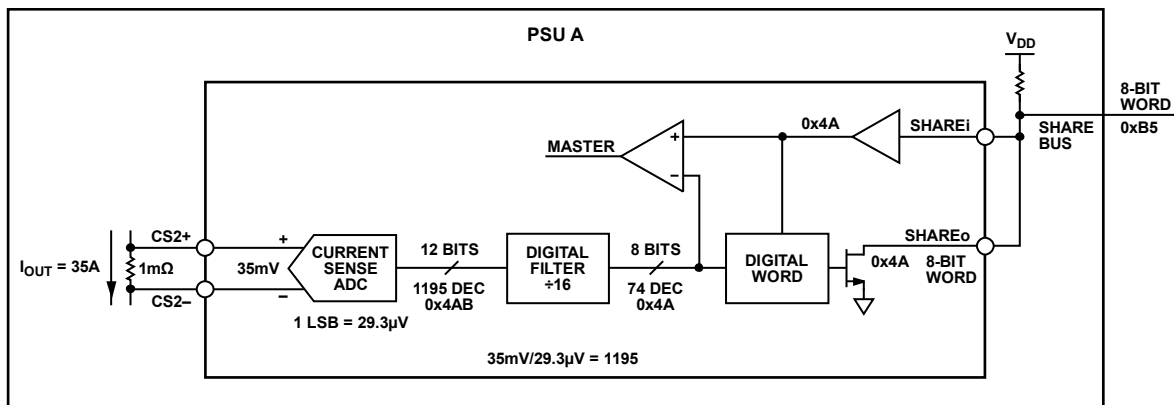 PSU A
VDD
8-BIT
WORD
0xB5
SHARE
BUS
0x4A
SHAREi
MASTER
+
−
CS2+
IOUT = 35A
1mΩ
CS2–
+
35mV
−
CURRENT
SENSE
ADC
1 LSB = 29.3µV
12 BITS
1195 DEC
0x4AB
DIGITAL
FILTER
÷16
8 BITS
74 DEC
0x4A
DIGITAL
WORD
SHAREo
0x4A
8-BIT
WORD
35mV/29.3µV = 1195